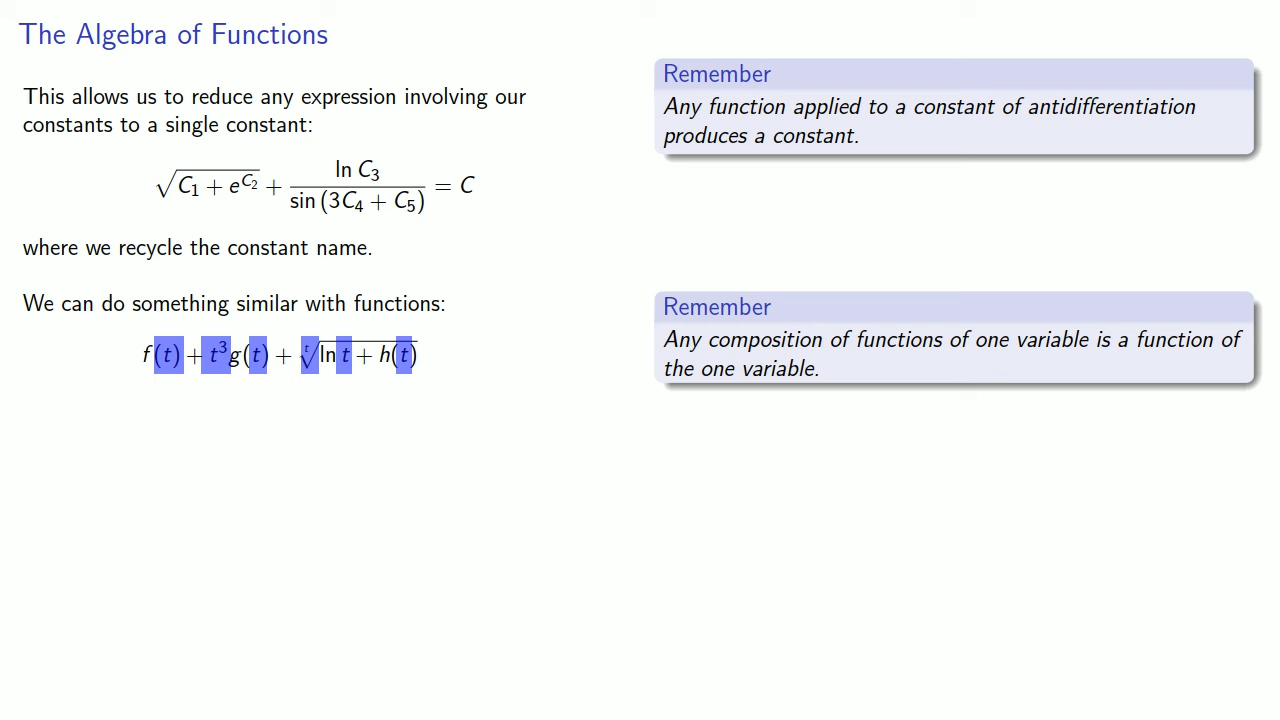 The Algebra of Functions
This allows us to reduce any expression involving our
constants to a single constant:
√(C₁ + e^{C₂}) + ln C₃ / sin (3C₄ + C₅) = C
where we recycle the constant name.
We can do something similar with functions:
f(t) + t³g(t) + ᵗ√(ln t + h(t))
Remember
Any function applied to a constant of antidifferentiation
produces a constant.
Remember
Any composition of functions of one variable is a function of
the one variable.